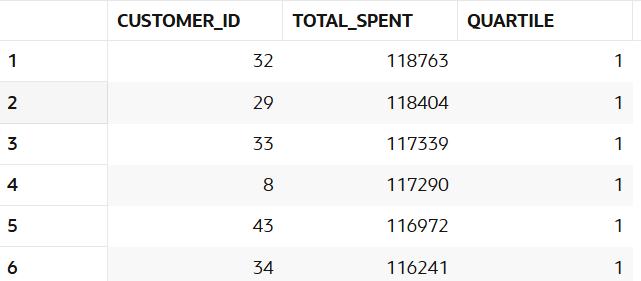 CUSTOMER_ID TOTAL_SPENT QUARTILE
1 32 118763 1
2 29 118404 1
3 33 117339 1
4 8 117290 1
5 43 116972 1
6 34 116241 1